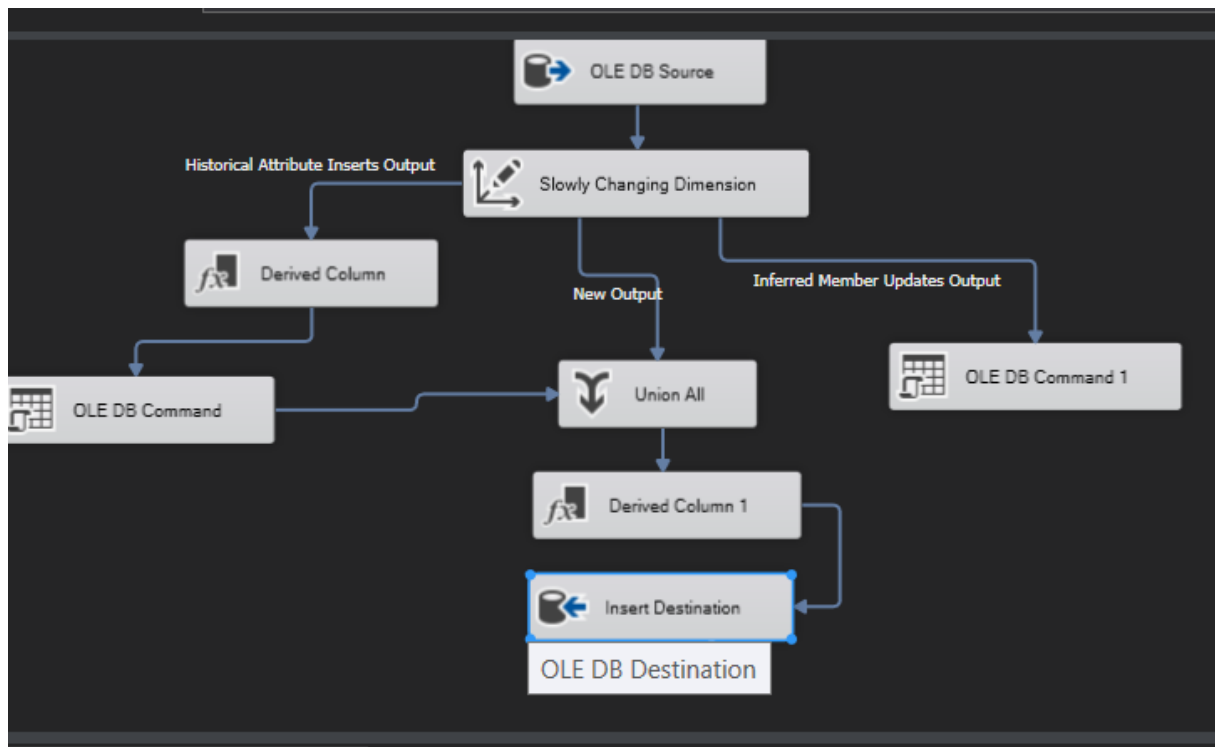 OLE DB Source
Historical Attribute Inserts Output
Slowly Changing Dimension
Derived Column
New Output
Inferred Member Updates Output
OLE DB Command
Union All
OLE DB Command 1
Derived Column 1
Insert Destination
OLE DB Destination